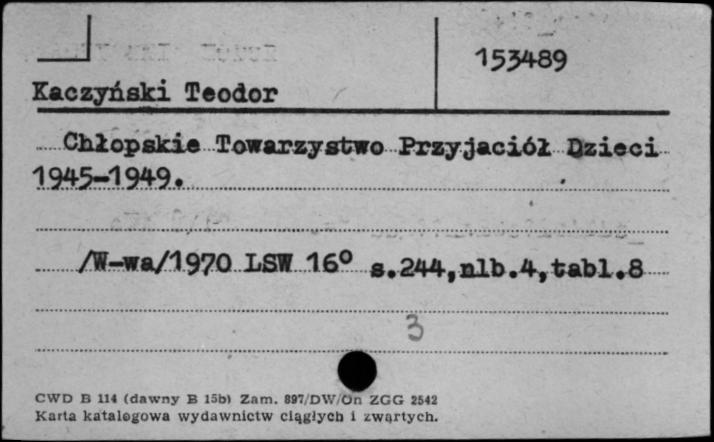 153489
Kaczyński Teodor
Chłopskie Towarzystwo Przyjaciół Dzieci
1945-1949.
/W-wa/1970 LSW 16° s.244,nlb.4,tabl.8
3
CWD B 114 (dawny B 15b) Zam. 897/DW/On ZGG 2542
Karta katalogowa wydawnictw ciągłych i zwartych.